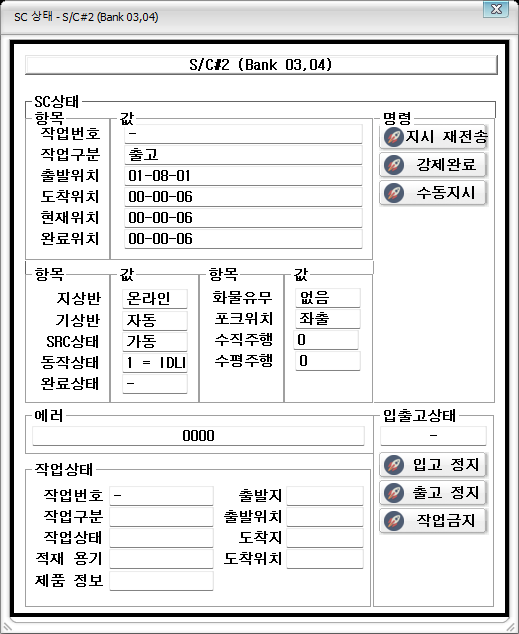 SC 상태 - S/C#2 (Bank 03,04)
S/C#2 (Bank 03,04)
SC상태
항목 값 명령
작업번호 - 지시 재전송
작업구분 출고
출발위치 01-08-01 강제완료
도착위치 00-00-06 수동지시
현재위치 00-00-06
완료위치 00-00-06
항목 값 항목 값
지상반 온라인 화물유무 없음
기상반 자동 포크위치 좌출
SRC상태 가동 수직주행 0
동작상태 1 = IDLI 수평주행 0
완료상태 -
에러 입출고상태
0000 -
작업상태 입고 정지
작업번호 - 출발지 출고 정지
작업구분 출발위치 작업금지
작업상태 도착지
적재 용기 도착위치
제품 정보